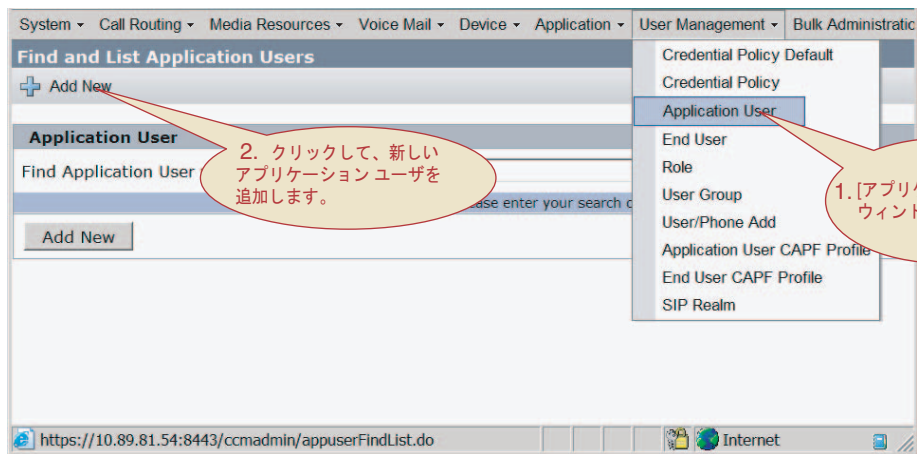 System Call Routing Media Resources Voice Mail Device Application User Management Bulk
Find and List Application Users
Add New
Application User
Find Application User
enter your search
Add New
Credential Policy Default
Credential Policy
Application User
End User
Role
User Group
User/Phone Add
Application User CAPF Profile
End User CAPF Profile
SIP Realm
2. クリックして、新しい
アプリケーション ユーザを
追加します。
1. [アプリケ
ウィント
https://10.89.81.54:8443/ccmadmin/appuserFindList.do
Internet